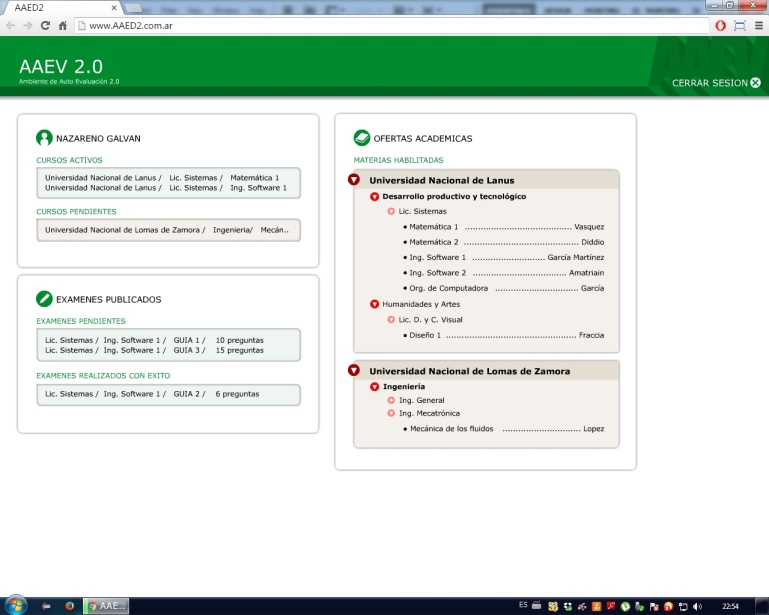 AAED2
www.AAED2.com.ar
AAEV 2.0
Ambiente de Auto Evaluación 2.0
AAEV
CERRAR SESION
NAZARENO GALVAN
CURSOS ACTIVOS
Universidad Nacional de Lanus / Lic. Sistemas / Matemática 1
Universidad Nacional de Lanus / Lic. Sistemas / Ing. Software 1
CURSOS PENDIENTES
Universidad Nacional de Lomas de Zamora / Ingenieria/ Mecán..
EXAMENES PUBLICADOS
EXAMENES PENDIENTES
Lic. Sistemas / Ing. Software 1 / GUIA 1 / 10 preguntas
Lic. Sistemas / Ing. Software 1 / GUIA 3 / 15 preguntas
EXAMENES REALIZADOS CON EXITO
Lic. Sistemas / Ing. Software 1 / GUIA 2 / 6 preguntas
OFERTAS ACADEMICAS
MATERIAS HABILITADAS
Universidad Nacional de Lanus
Desarrollo productivo y tecnológico
Lic. Sistemas
• Matemática 1 ........................................ Vasquez
• Matemática 2 ........................................... Diddio
• Ing. Software 1 ........................... García Martínez
• Ing. Software 2 ................................... Amatriain
• Org. de Computadora ............................... García
Humanidades y Artes
Lic. D. y C. Visual
• Diseño 1 ................................................. Fraccia
Universidad Nacional de Lomas de Zamora
Ingeniería
Ing. General
Ing. Mecatrónica
• Mecánica de los fluidos ............................. Lopez
AAE..
ES
22:54